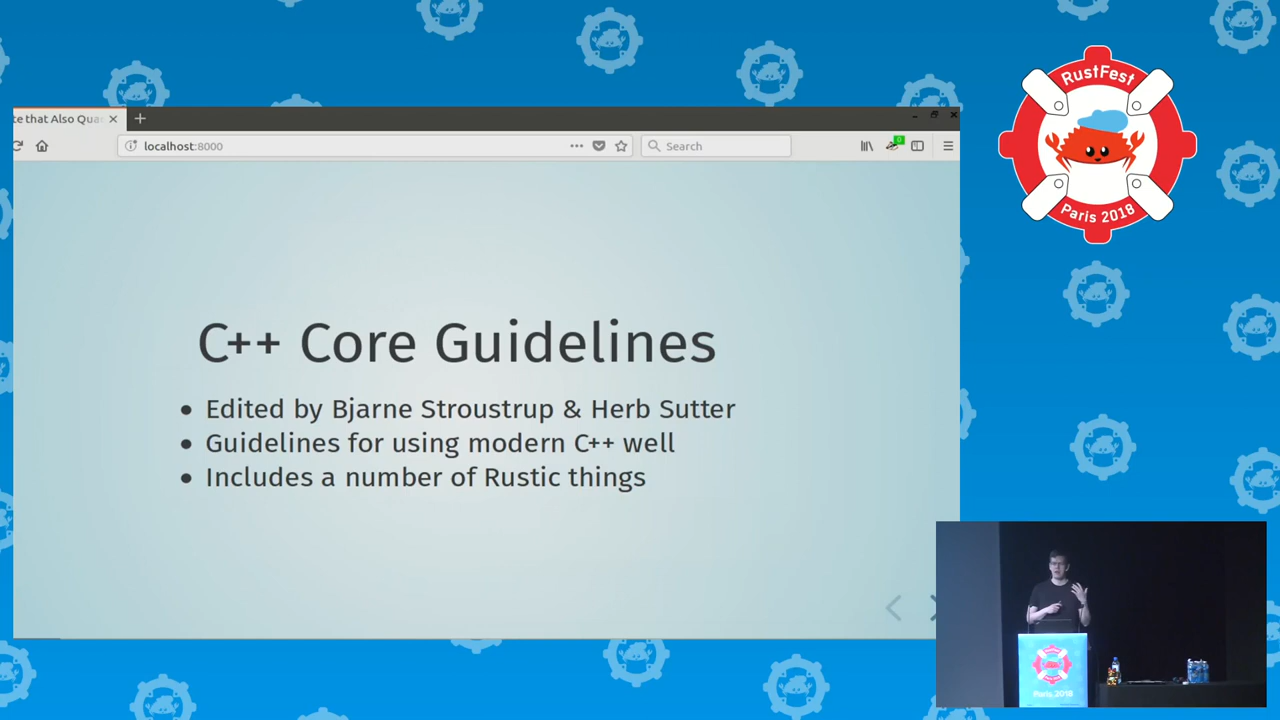 te that Also Qua
localhost:8000
Search
0
C++ Core Guidelines
• Edited by Bjarne Stroustrup & Herb Sutter
• Guidelines for using modern C++ well
• Includes a number of Rustic things
RustFest
Paris 2018
Paris 2018